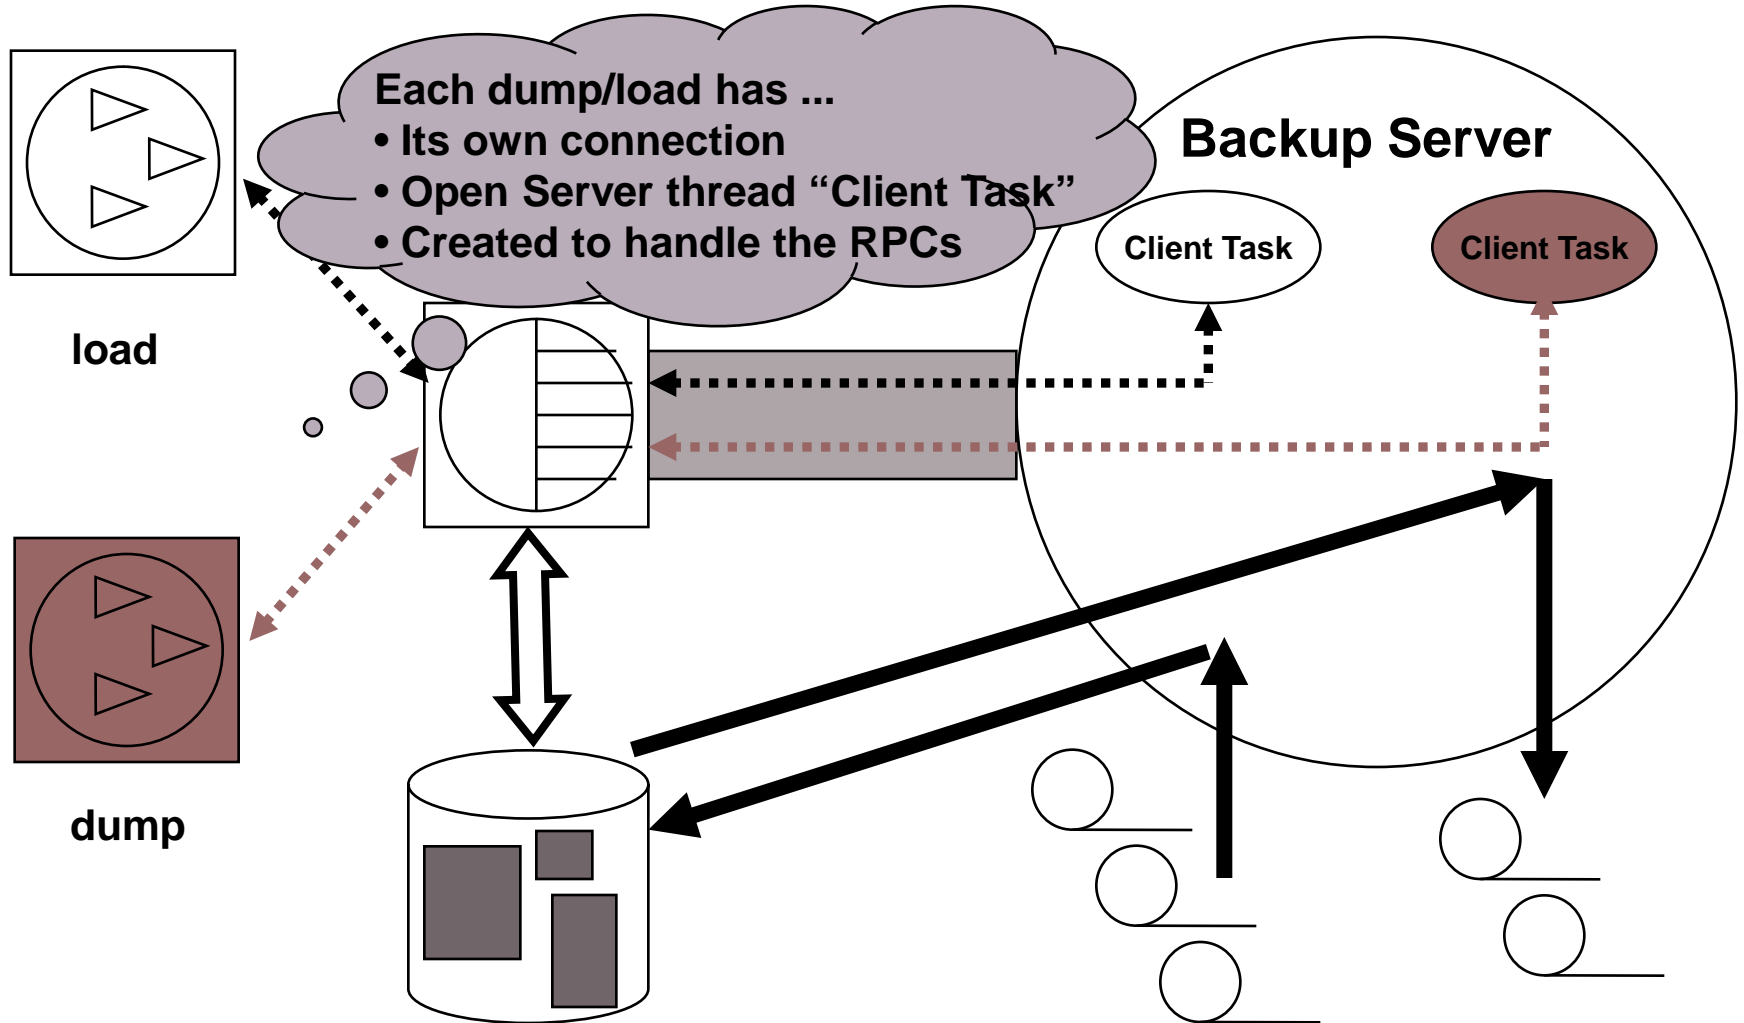 Each dump/load has ...
• Its own connection
• Open Server thread “Client Task”
• Created to handle the RPCs
Backup Server
Client Task
Client Task
load
dump